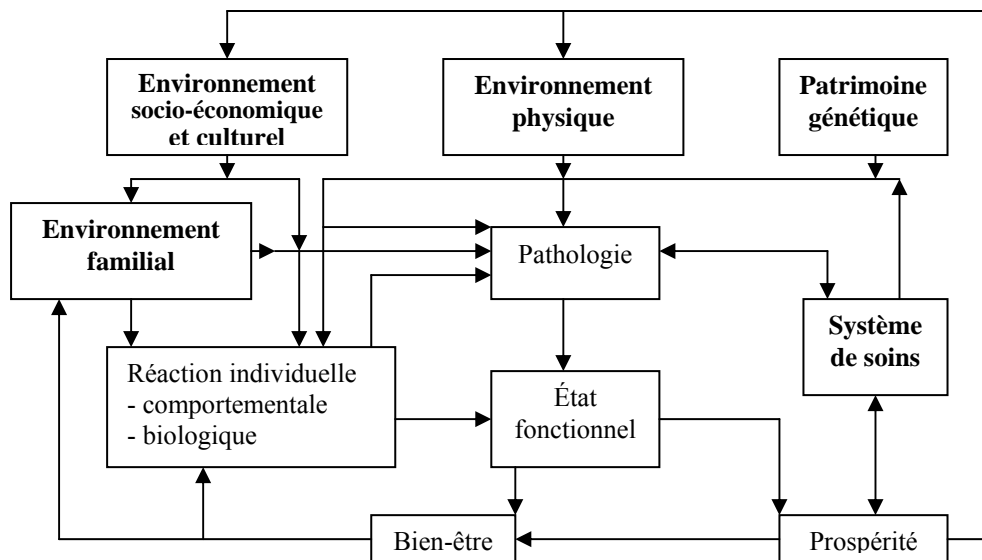 Environnement
socio-économique
et culturel
Environnement
physique
Patrimoine
génétique
Environnement
familial
Pathologie
Système
de soins
Réaction individuelle
- comportementale
- biologique
État
fonctionnel
Bien-être
Prospérité